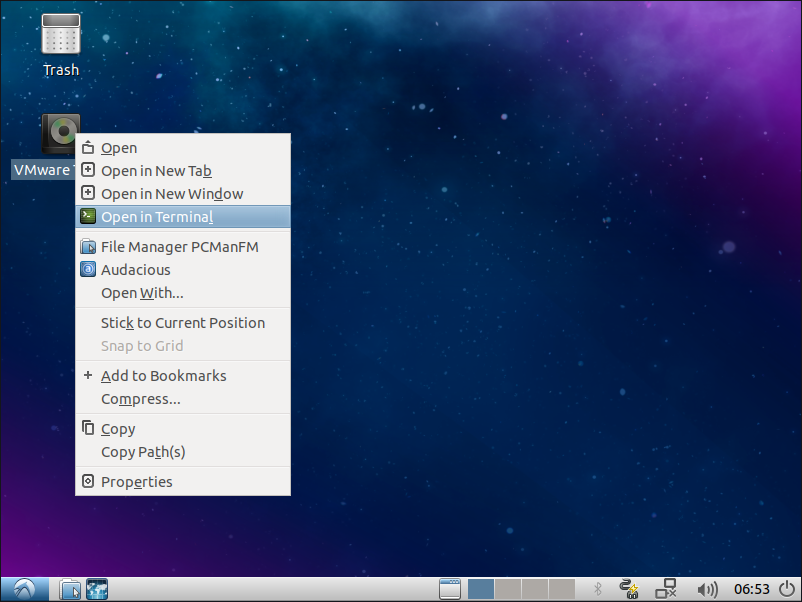 Trash
VMware
Open
Open in New Tab
Open in New Window
Open in Terminal
File Manager PCManFM
Audacious
Open With...
Stick to Current Position
Snap to Grid
Add to Bookmarks
Compress...
Copy
Copy Path(s)
Properties
06:53